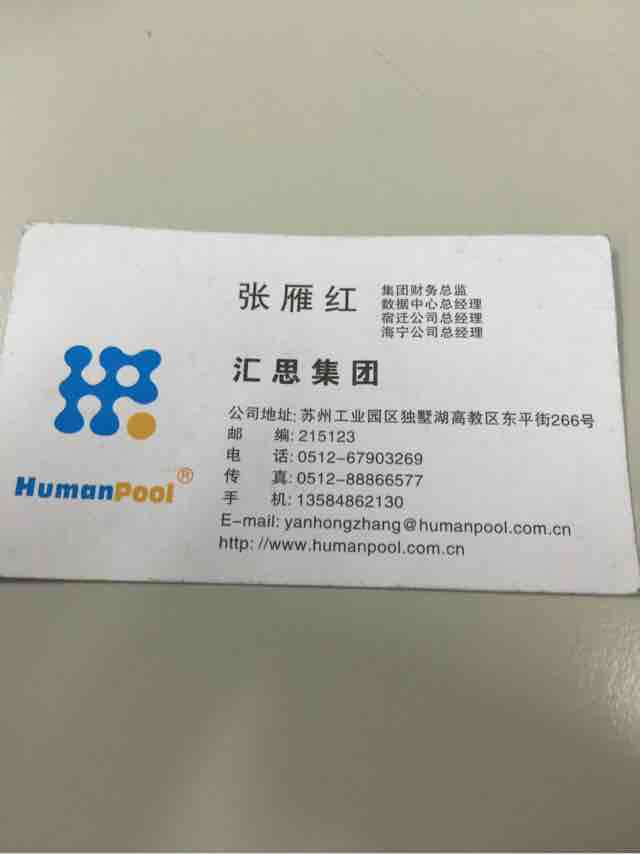 张雁红
集团财务总监
数据中心总经理
宿迁公司总经理
海宁公司总经理
汇思集团
公司地址: 苏州工业园区独墅湖高教区东平街266号
邮 编: 215123
电 话: 0512-67903269
传 真: 0512-88866577
手 机: 13584862130
E-mail: yanhongzhang@humanpool.com.cn
http: //www.humanpool.com.cn
HumanPool®